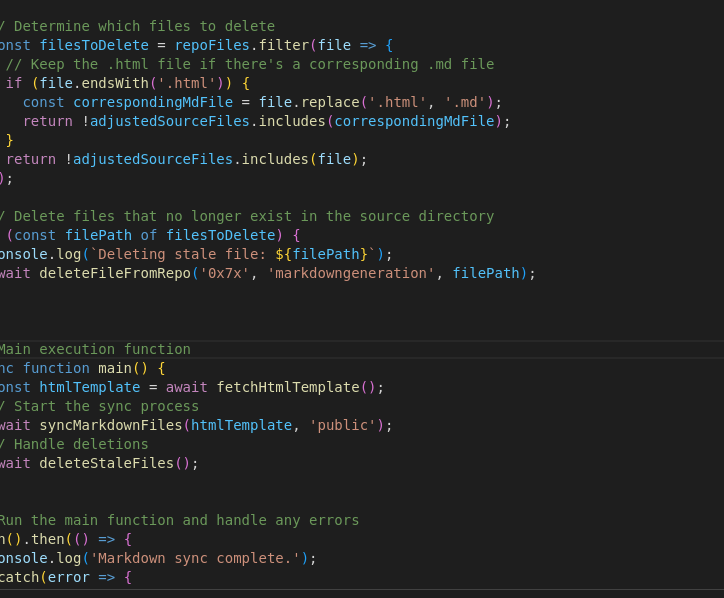 / Determine which files to delete
onst filesToDelete = repoFiles.filter(file => {
// Keep the .html file if there's a corresponding .md file
if (file.endsWith('.html')) {
const correspondingMdFile = file.replace('.html', '.md');
return !adjustedSourceFiles.includes(correspondingMdFile);
}
return !adjustedSourceFiles.includes(file);
);
/ Delete files that no longer exist in the source directory
(const filePath of filesToDelete) {
onsole.log(`Deleting stale file: ${filePath}`);
wait deleteFileFromRepo('0x7x', 'markdowngeneration', filePath);
Main execution function
nc function main() {
onst htmlTemplate = await fetchHtmlTemplate();
/ Start the sync process
wait syncMarkdownFiles(htmlTemplate, 'public');
/ Handle deletions
wait deleteStaleFiles();
Run the main function and handle any errors
n().then(() => {
onsole.log('Markdown sync complete.');
catch(error => {